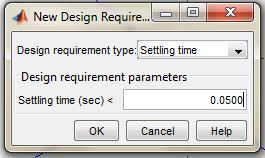 New Design Require...
Design requirement type: Settling time
Design requirement parameters
Settling time (sec) < 0.0500
OK Cancel Help